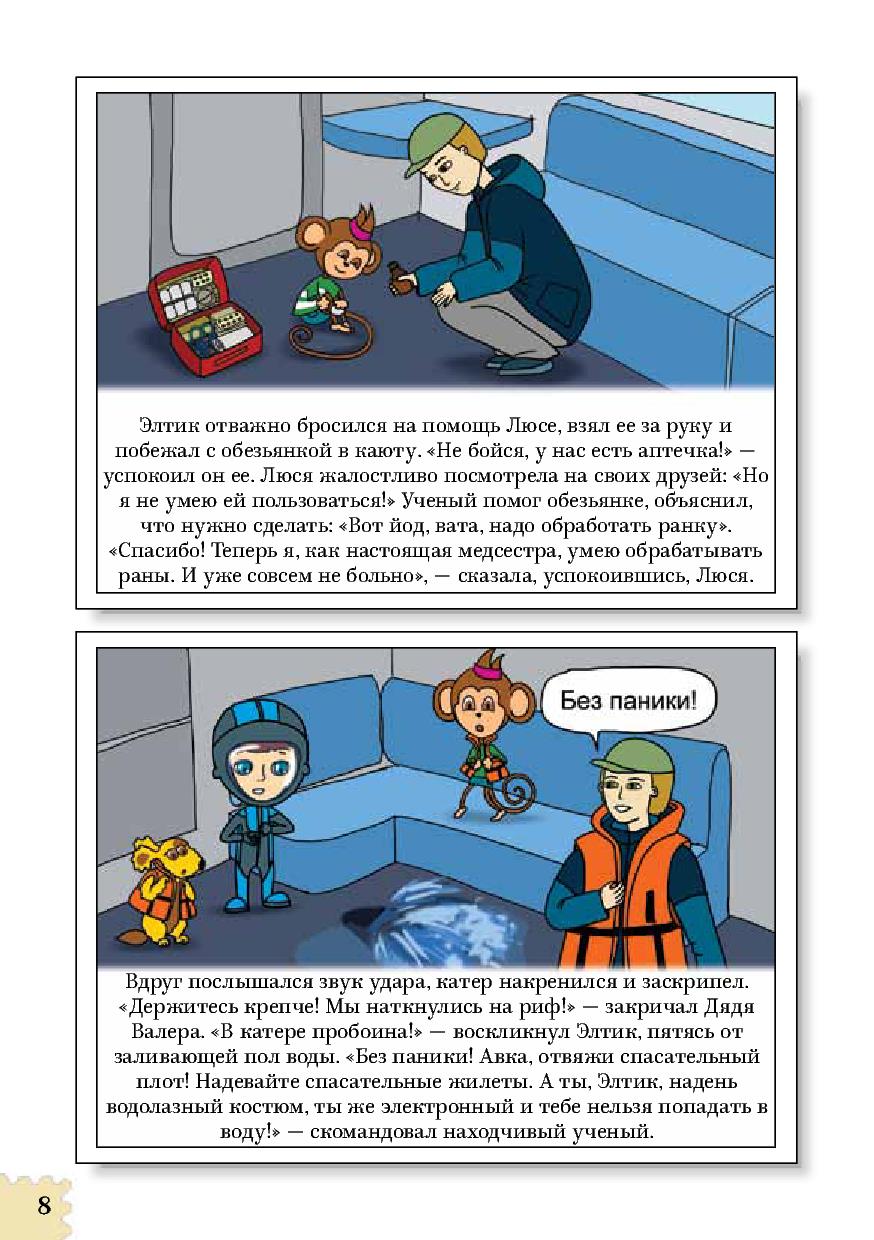 Элтик отважно бросился на помощь Люсе, взял ее за руку и
побежал с обезьянкой в каюту. «Не бойся, у нас есть аптечка!» —
успокоил он ее. Люся жалостливо посмотрела на своих друзей: «Но
я не умею ей пользоваться!» Ученый помог обезьянке, объяснил,
что нужно сделать: «Вот йод, вата, надо обработать ранку».
«Спасибо! Теперь я, как настоящая медсестра, умею обрабатывать
раны. И уже совсем не больно», — сказала, успокоившись, Люся.
Без паники!
Вдруг послышался звук удара, катер накренился и заскрипел.
«Держитесь крепче! Мы наткнулись на риф!» — закричал Дядя
Валера. «В катере пробоина!» — воскликнул Элтик, пятясь от
заливающей пол воды. «Без паники! Авка, отвяжи спасательный
плот! Надевайте спасательные жилеты. А ты, Элтик, надень
водолазный костюм, ты же электронный и тебе нельзя попадать в
воду!» — скомандовал находчивый ученый.
8